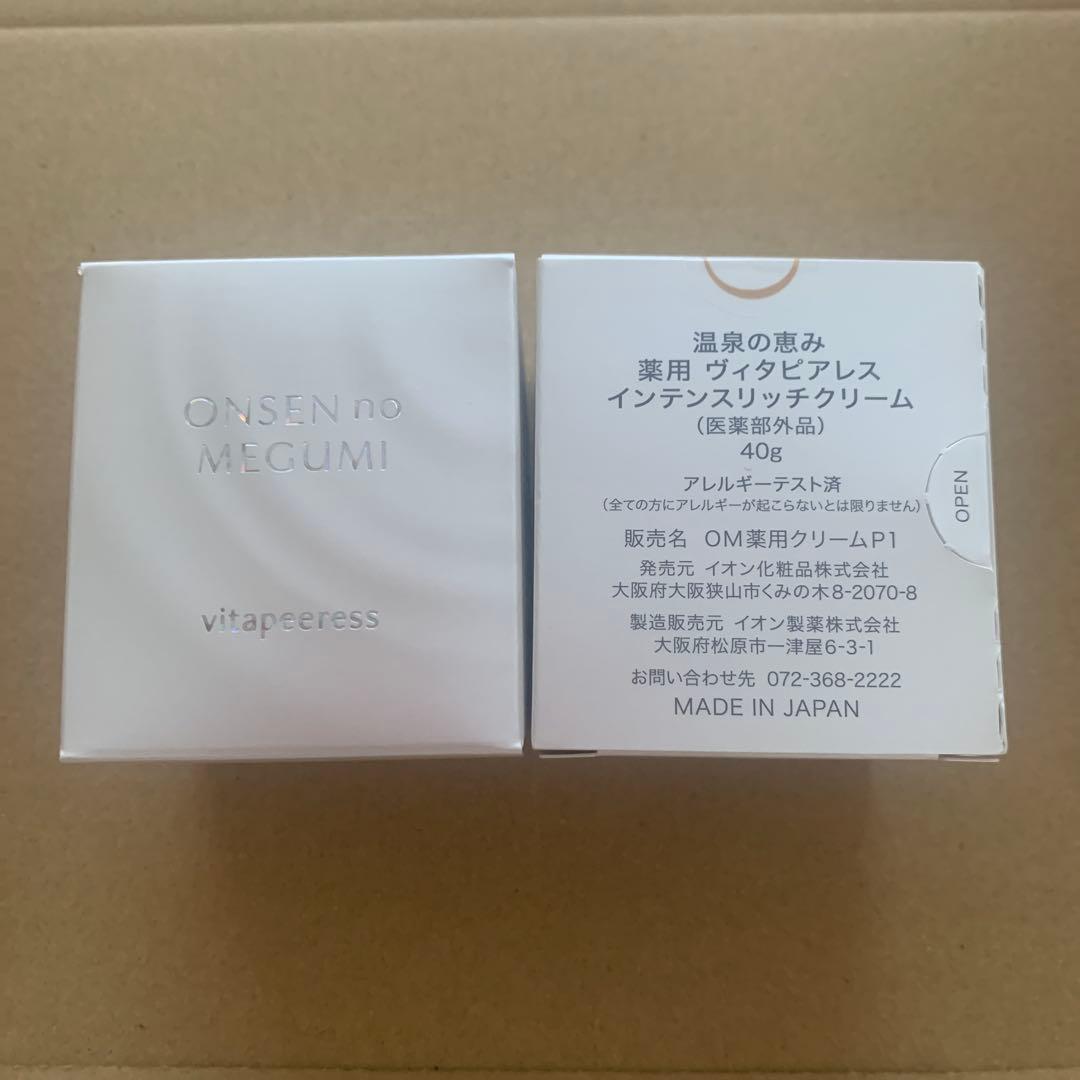 ONSEN no
MEGUMI
vitapeeress
温泉の恵み
薬用 ヴィタピアレス
インテンスリッチクリーム
（医薬部外品）
40g
アレルギーテスト済
（全ての方にアレルギーが起こらないとは限りません）
販売名 OM薬用クリームP1
発売元 イオン化粧品株式会社
大阪府大阪狭山市くみの木8-2070-8
製造販売元 イオン製薬株式会社
大阪府松原市一津屋6-3-1
お問い合わせ先 072-368-2222
MADE IN JAPAN
OPEN